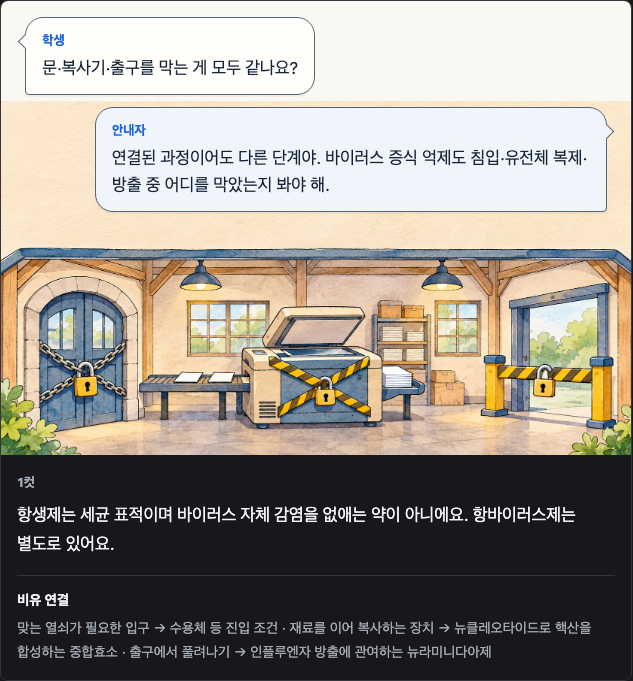 학생
문·복사기·출구를 막는 게 모두 같나요?
안내자
연결된 과정이어도 다른 단계야. 바이러스 증식 억제도 침입·유전체 복제·
방출 중 어디를 막았는지 봐야 해.
1컷
항생제는 세균 표적이며 바이러스 자체 감염을 없애는 약이 아니에요. 항바이러스제는
별도로 있어요.
비유 연결
맞는 열쇠가 필요한 입구 → 수용체 등 진입 조건 · 재료를 이어 복사하는 장치 → 뉴클레오타이드로 핵산을
합성하는 중합효소 · 출구에서 풀려나기 → 인플루엔자 방출에 관여하는 뉴라미니다아제